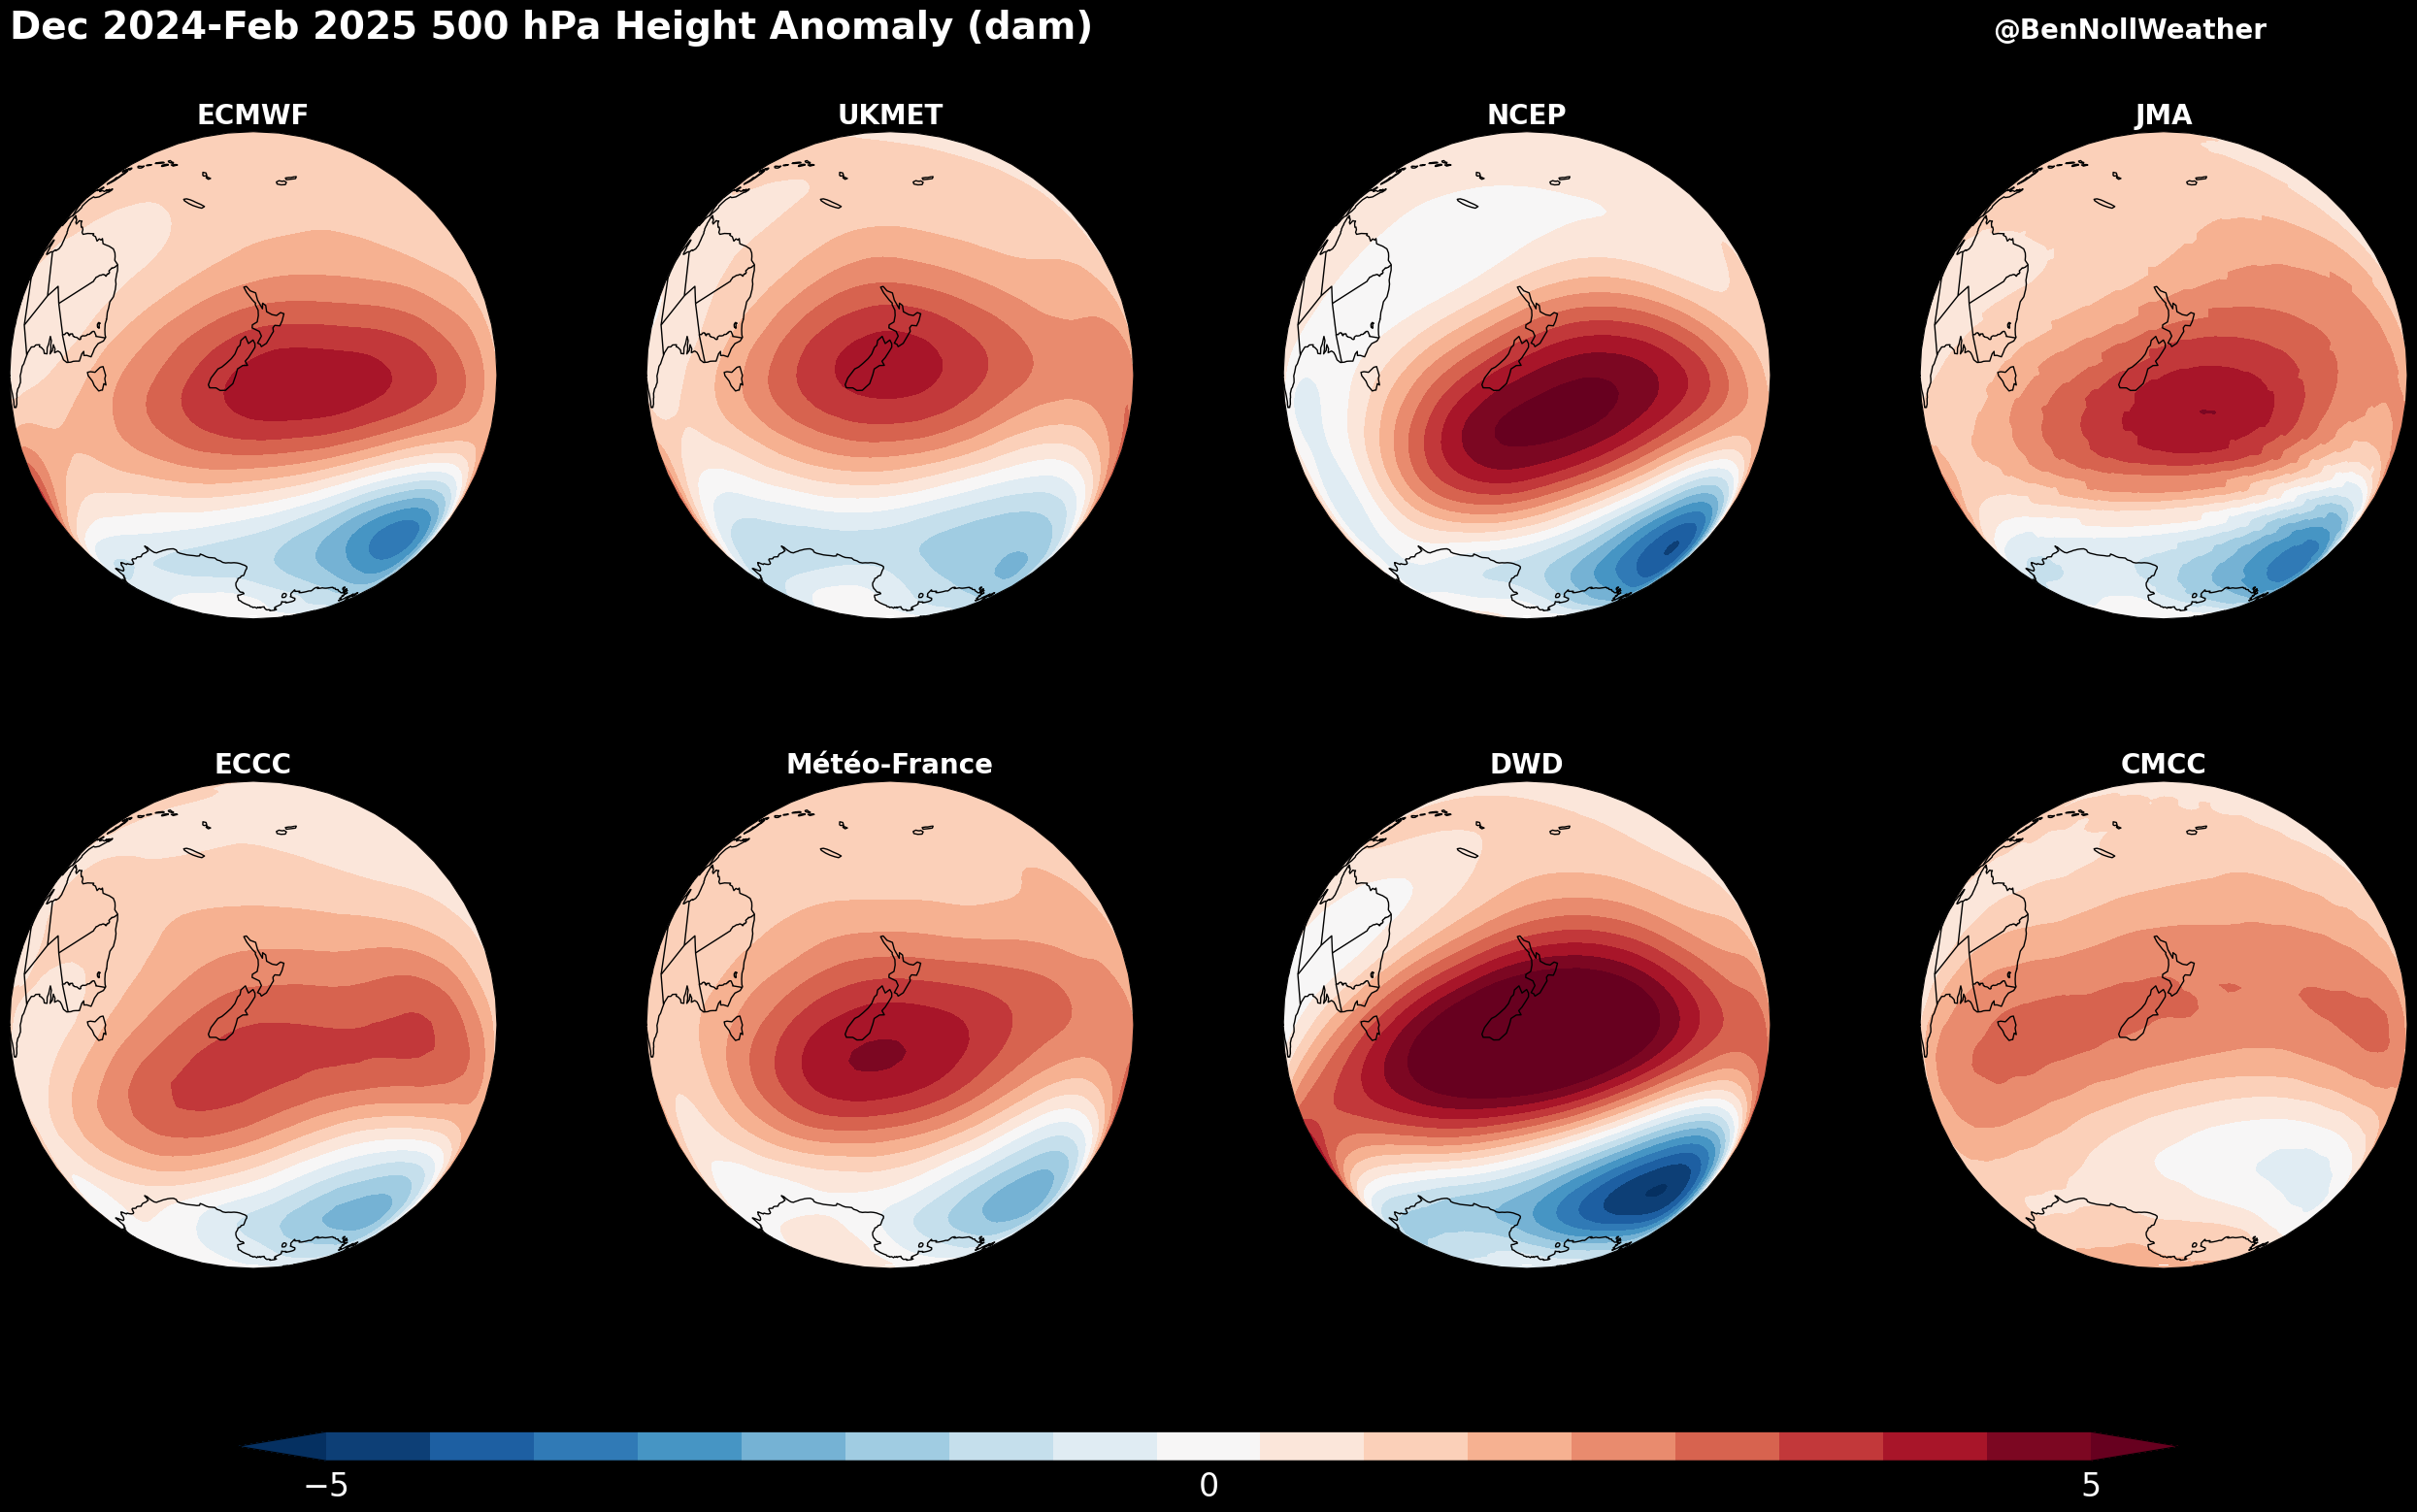 Dec 2024-Feb 2025 500 hPa Height Anomaly (dam)
@BenNollWeather
ECMWF
UKMET
NCEP
JMA
ECCC
Météo-France
DWD
CMCC
−5
0
5